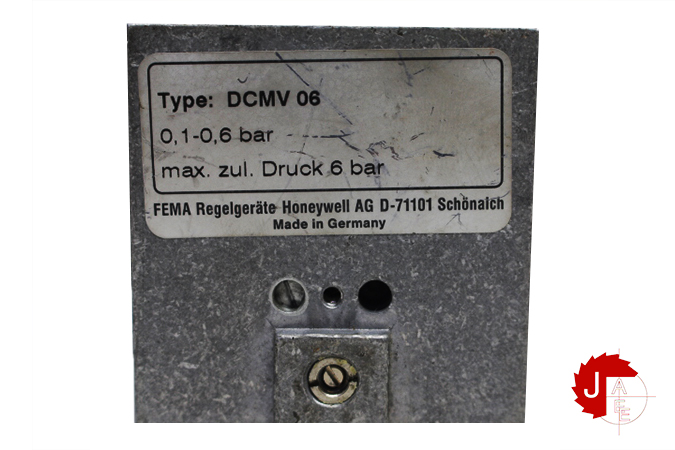 Type: DCMV 06
0,1-0,6 bar
max. zul. Druck 6 bar
FEMA Regelgeräte Honeywell AG D-71101 Schönaich
Made in Germany
J
A